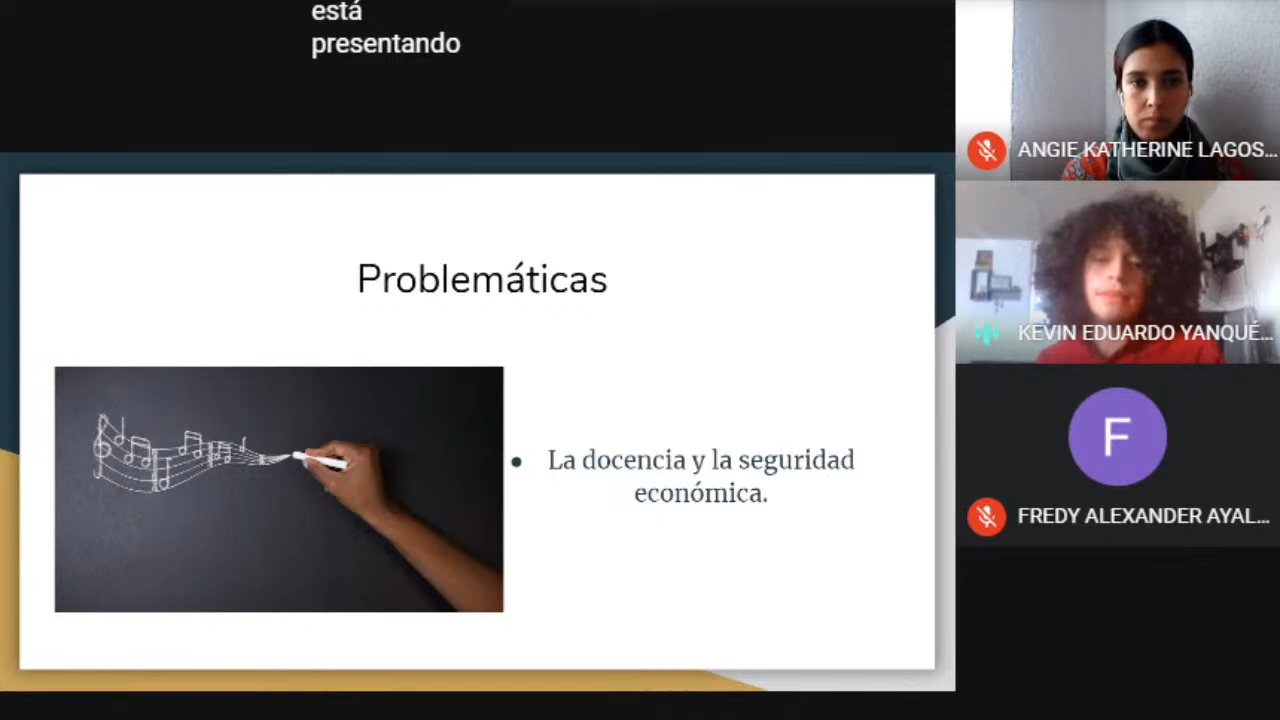 está
presentando
Problemáticas
• La docencia y la seguridad
económica.
ANGIE KATHERINE LAGOS...
KEVIN EDUARDO YANQUÉ...
F
FREDY ALEXANDER AYAL...